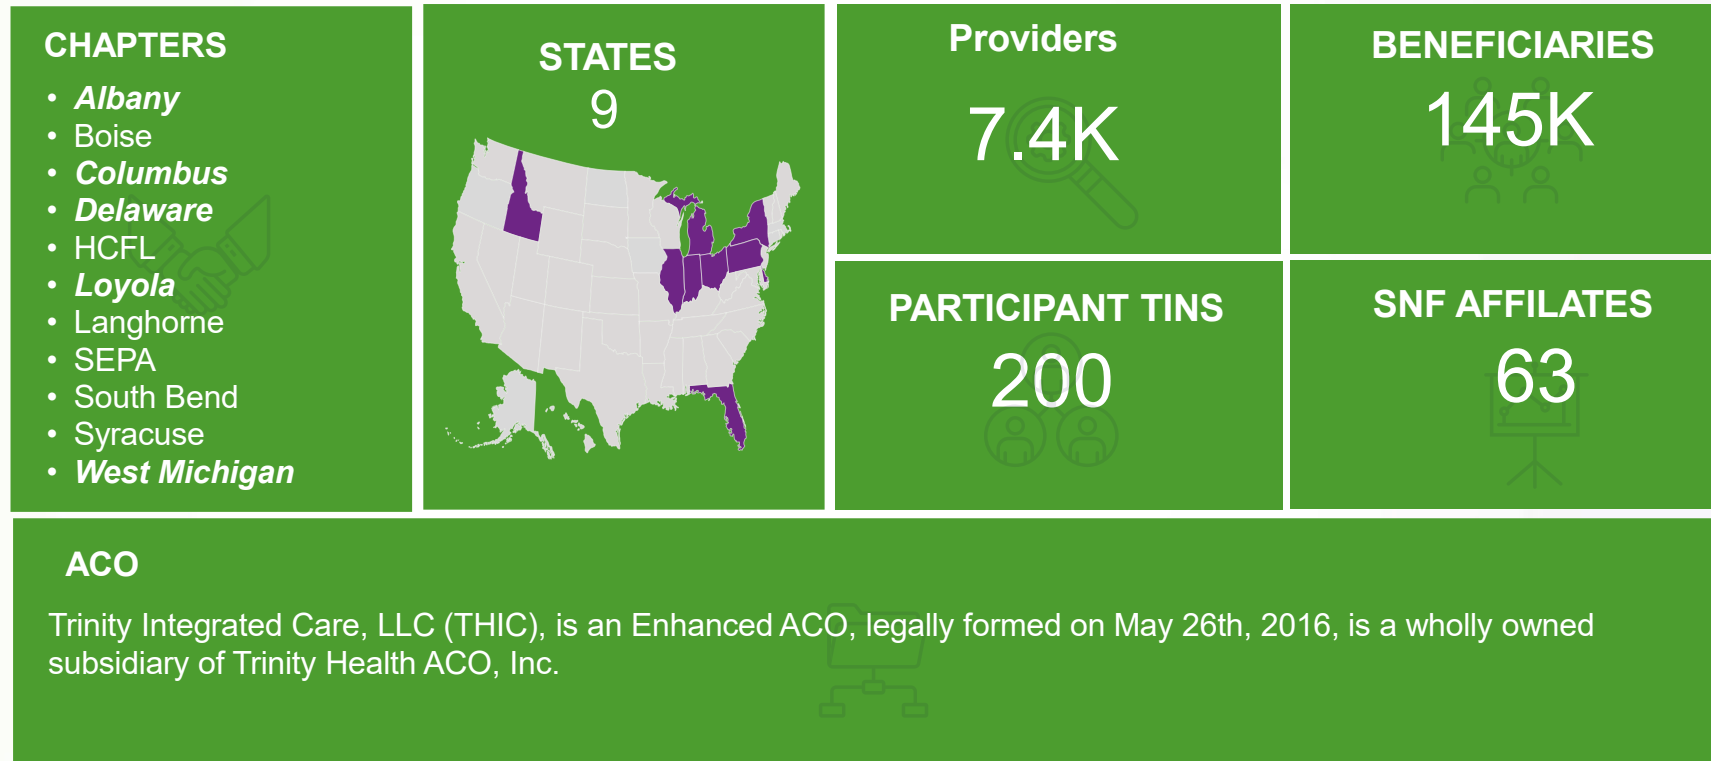 CHAPTERS
• Albany
• Boise
• Columbus
• Delaware
• HCFL
• Loyola
• Langhorne
• SEPA
• South Bend
• Syracuse
• West Michigan
STATES
9
Providers
7.4K
BENEFICIARIES
145K
PARTICIPANT TINS
200
SNF AFFILATES
63
ACO
Trinity Integrated Care, LLC (THIC), is an Enhanced ACO, legally formed on May 26th, 2016, is a wholly owned
subsidiary of Trinity Health ACO, Inc.